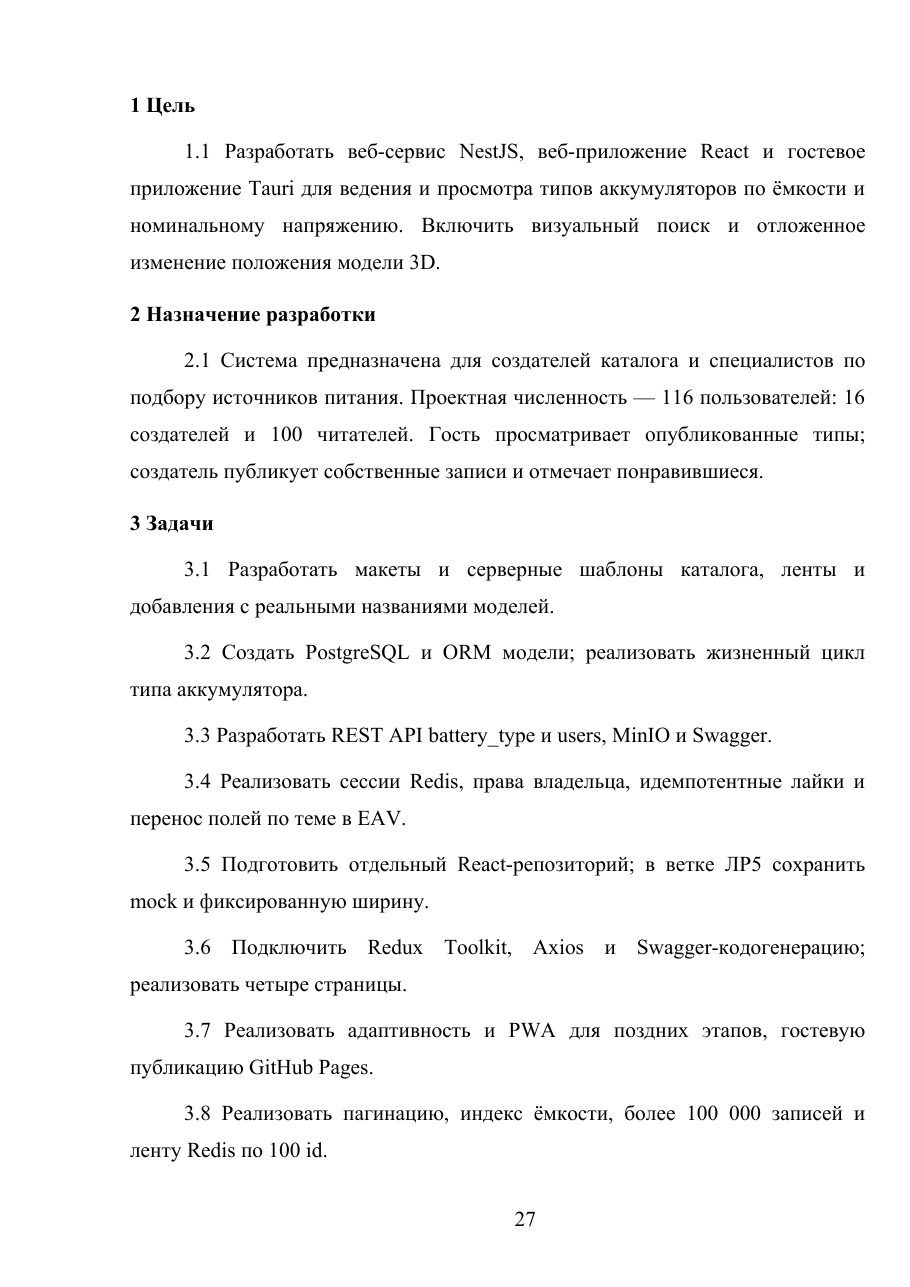 1 Цель
1.1 Разработать веб-сервис NestJS, веб-приложение React и гостевое
приложение Tauri для ведения и просмотра типов аккумуляторов по ёмкости и
номинальному напряжению. Включить визуальный поиск и отложенное
изменение положения модели 3D.
2 Назначение разработки
2.1 Система предназначена для создателей каталога и специалистов по
подбору источников питания. Проектная численность — 116 пользователей: 16
создателей и 100 читателей. Гость просматривает опубликованные типы;
создатель публикует собственные записи и отмечает понравившиеся.
3 Задачи
3.1 Разработать макеты и серверные шаблоны каталога, ленты и
добавления с реальными названиями моделей.
3.2 Создать PostgreSQL и ORM модели; реализовать жизненный цикл
типа аккумулятора.
3.3 Разработать REST API battery_type и users, MinIO и Swagger.
3.4 Реализовать сессии Redis, права владельца, идемпотентные лайки и
перенос полей по теме в EAV.
3.5 Подготовить отдельный React-репозиторий; в ветке ЛР5 сохранить
mock и фиксированную ширину.
3.6 Подключить Redux Toolkit, Axios и Swagger-кодогенерацию;
реализовать четыре страницы.
3.7 Реализовать адаптивность и PWA для поздних этапов, гостевую
публикацию GitHub Pages.
3.8 Реализовать пагинацию, индекс ёмкости, более 100 000 записей и
ленту Redis по 100 id.
27